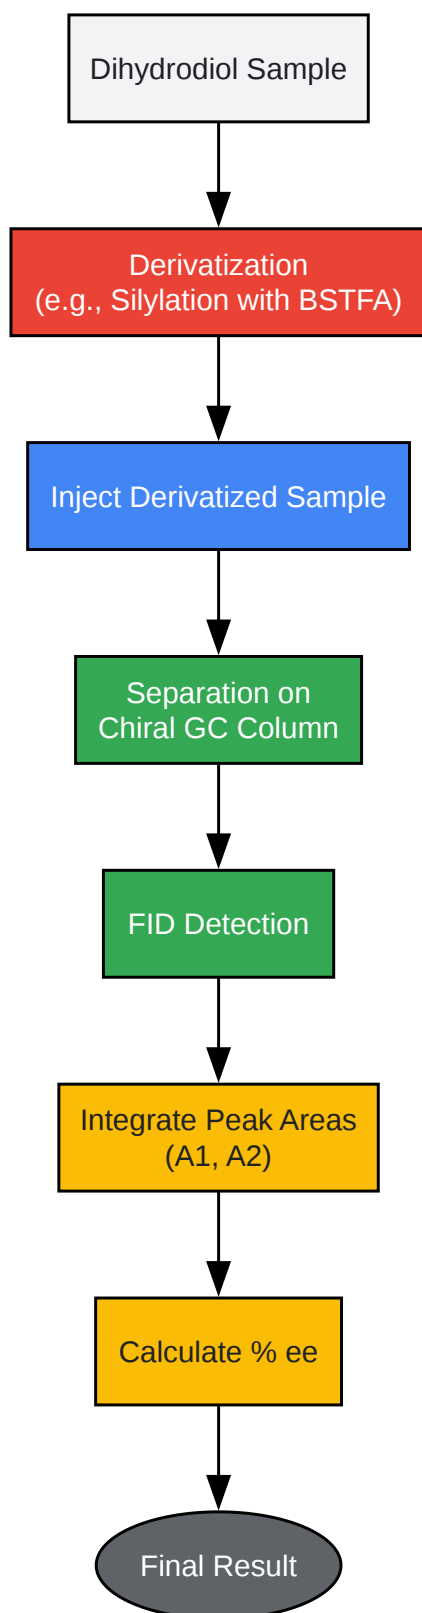 Dihydrodiol Sample
Derivatization
(e.g., Silylation with BSTFA)
Inject Derivatized Sample
Separation on
Chiral GC Column
FID Detection
Integrate Peak Areas
(A1, A2)
Calculate % ee
Final Result